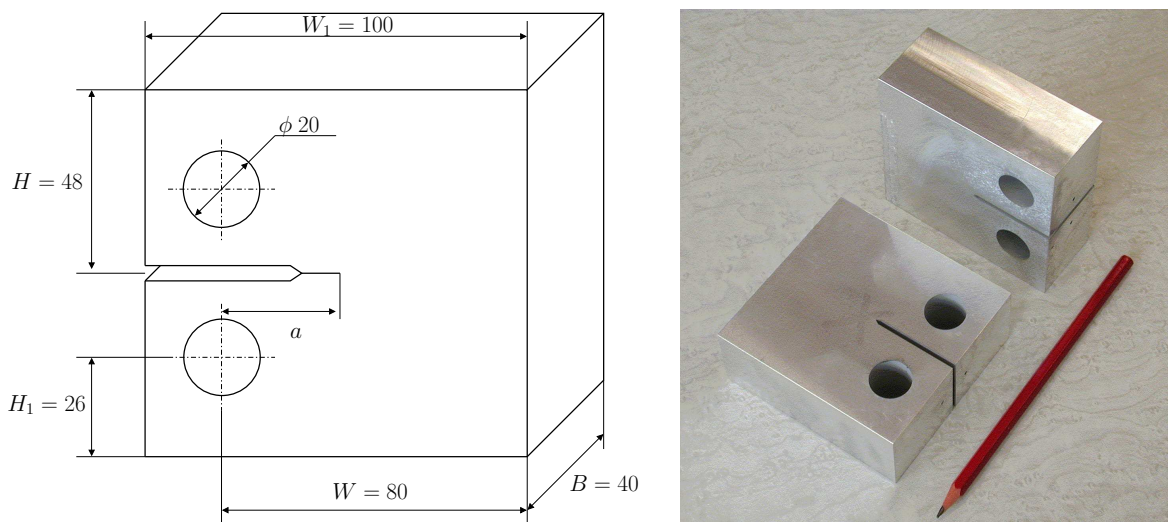 W₁ = 100
ϕ 20
H = 48
a
H₁ = 26
W = 80
B = 40